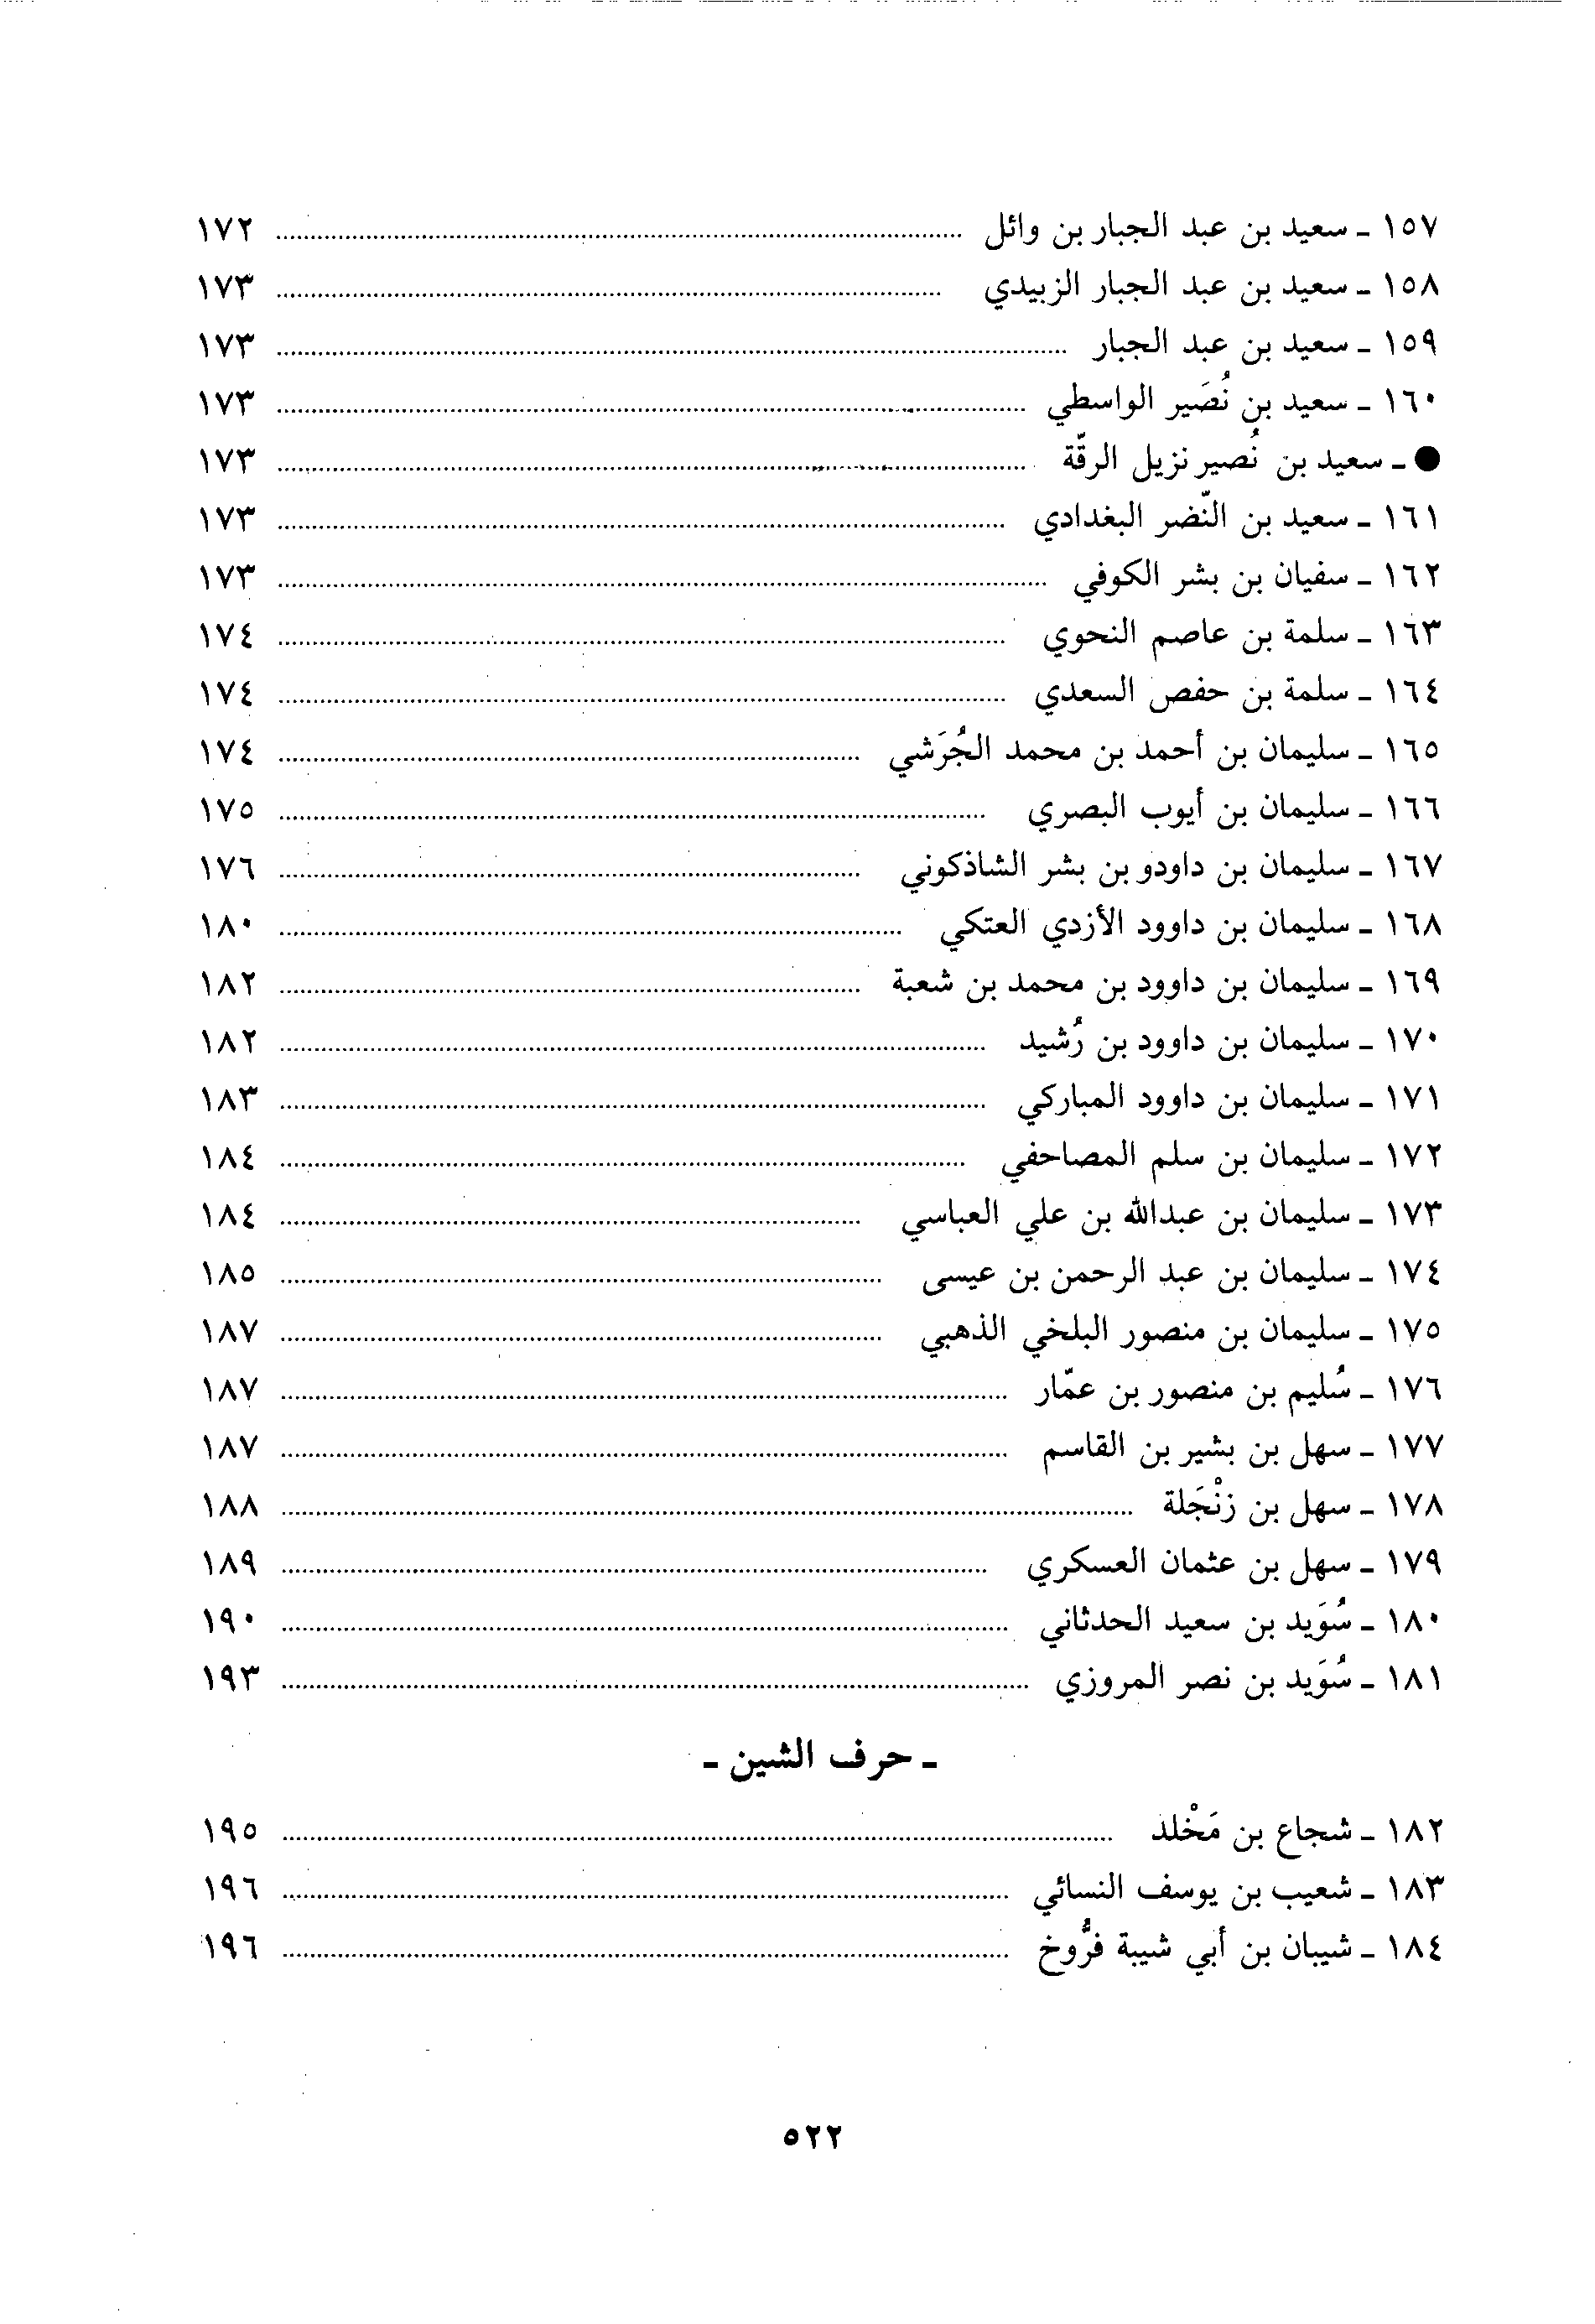 ١٥٧ ـ سعيد بن عبد الجبار بن وائل ........ ١٧٢
١٥٨ ـ سعيد بن عبد الجبار الزبيدي ........ ١٧٣
١٥٩ ـ سعيد بن عبد الجبار ........ ١٧٣
١٦٠ ـ سعيد بن نُصَير الواسطي ........ ١٧٣
● ـ سعيد بن نُصير نزيل الرقّة ........ ١٧٣
١٦١ ـ سعيد بن النّضر البغدادي ........ ١٧٣
١٦٢ ـ سفيان بن بشر الكوفي ........ ١٧٣
١٦٣ ـ سلمة بن عاصم النحوي ........ ١٧٤
١٦٤ ـ سلمة بن حفص السعدي ........ ١٧٤
١٦٥ ـ سليمان بن أحمد بن محمد الجُرَشي ........ ١٧٤
١٦٦ ـ سليمان بن أيوب البصري ........ ١٧٥
١٦٧ ـ سليمان بن داودو بن بشر الشاذكوني ........ ١٧٦
١٦٨ ـ سليمان بن داوود الأزدي العتكي ........ ١٨٠
١٦٩ ـ سليمان بن داوود بن محمد بن شعبة ........ ١٨٢
١٧٠ ـ سليمان بن داوود بن رُشيد ........ ١٨٢
١٧١ ـ سليمان بن داوود المباركي ........ ١٨٣
١٧٢ ـ سليمان بن سلم المصاحفي ........ ١٨٤
١٧٣ ـ سليمان بن عبدالله بن علي العباسي ........ ١٨٤
١٧٤ ـ سليمان بن عبد الرحمن بن عيسى ........ ١٨٥
١٧٥ ـ سليمان بن منصور البلخي الذهبي ........ ١٨٧
١٧٦ ـ سُليم بن منصور بن عمّار ........ ١٨٧
١٧٧ ـ سهل بن بشير بن القاسم ........ ١٨٧
١٧٨ ـ سهل بن زنْجَلة ........ ١٨٨
١٧٩ ـ سهل بن عثمان العسكري ........ ١٨٩
١٨٠ ـ سُوَيد بن سعيد الحدثاني ........ ١٩٠
١٨١ ـ سُوَيد بن نصر المروزي ........ ١٩٣
ـ حرف الشين ـ
١٨٢ ـ شجاع بن مَخْلد ........ ١٩٥
١٨٣ ـ شعيب بن يوسف النسائي ........ ١٩٦
١٨٤ ـ شيبان بن أبي شيبة فرُّوخ ........ ١٩٦
٥٢٢